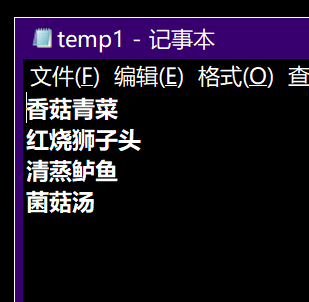 temp1 - 记事本
文件(F) 编辑(E) 格式(O) 查
香菇青菜
红烧狮子头
清蒸鲈鱼
菌菇汤